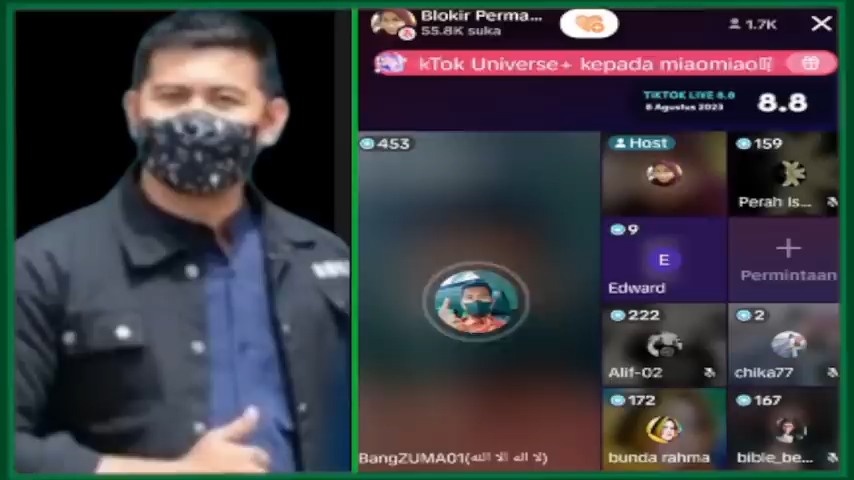 Blokir Perma...
55.8K suka
1.7K
kTok Universe+ kepada miaomiao
TIKTOK LIVE 8.8
8 Agustus 2023
8.8
453
Host
159
Perah Is...
9
E
Edward
Permintaan
222
Alif-02
2
chika77
172
bunda rahma
167
bible_be...
BangZUMA01(لا اله الا الله)